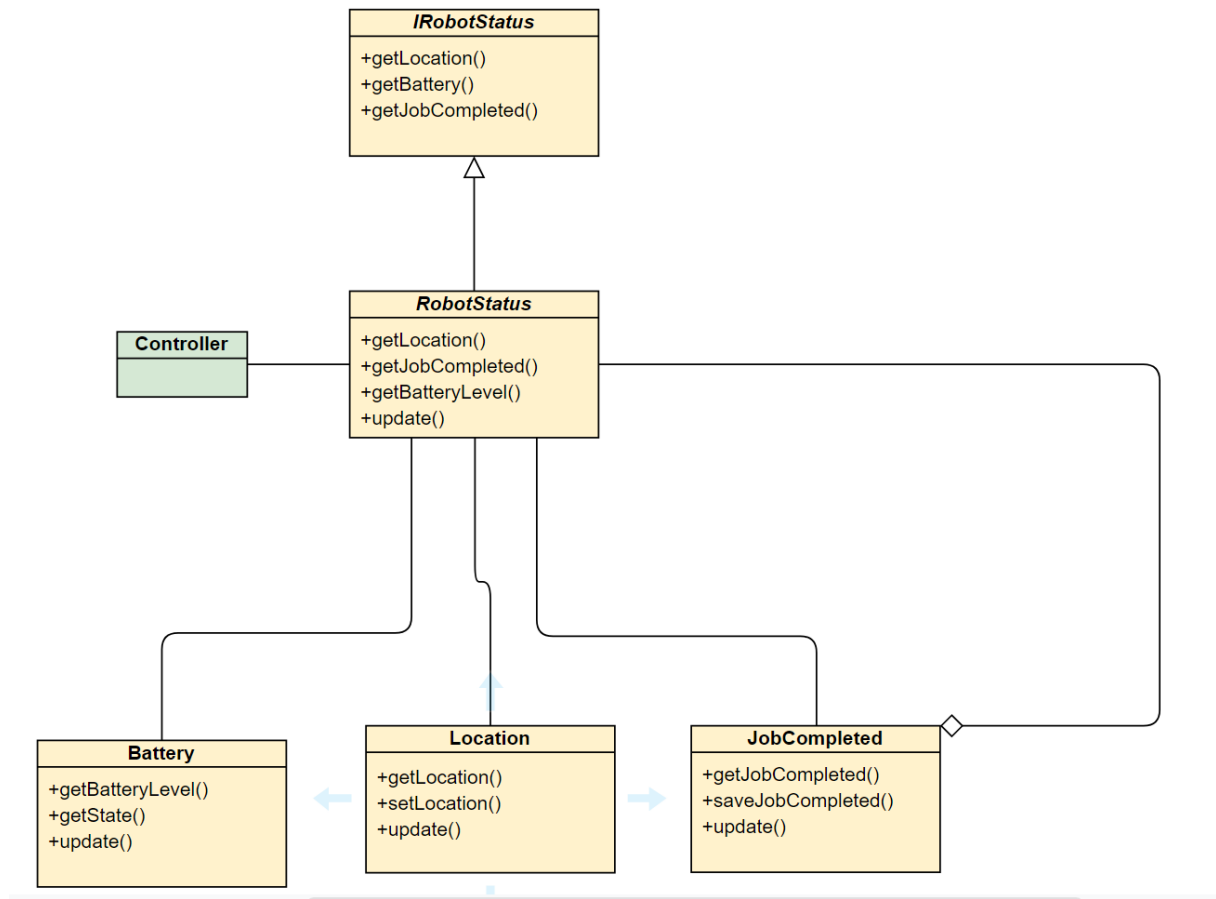 IRobotStatus
+getLocation()
+getBattery()
+getJobCompleted()
RobotStatus
+getLocation()
+getJobCompleted()
+getBatteryLevel()
+update()
Controller
Battery
+getBatteryLevel()
+getState()
+update()
Location
+getLocation()
+setLocation()
+update()
JobCompleted
+getJobCompleted()
+saveJobCompleted()
+update()